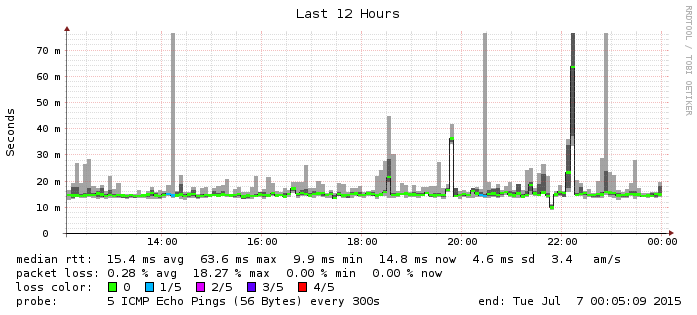 Last 12 Hours
RRDTOOL / TOBI OETIKER
Seconds
70 m
60 m
50 m
40 m
30 m
20 m
10 m
0
14:00 16:00 18:00 20:00 22:00 00:00
median rtt: 15.4 ms avg 63.6 ms max 9.9 ms min 14.8 ms now 4.6 ms sd 3.4 am/s
packet loss: 0.28 % avg 18.27 % max 0.00 % min 0.00 % now
loss color: 0 1/5 2/5 3/5 4/5
probe: 5 ICMP Echo Pings (56 Bytes) every 300s end: Tue Jul 7 00:05:09 2015